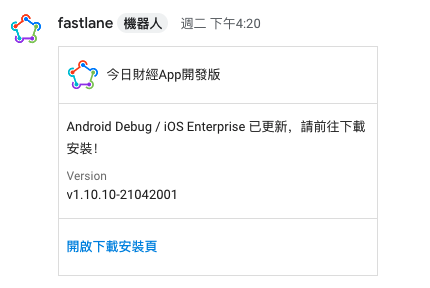 fastlane 機器人 週二 下午4:20
今日財經App開發版
Android Debug / iOS Enterprise 已更新，請前往下載
安裝！
Version
v1.10.10-21042001
開啟下載安裝頁